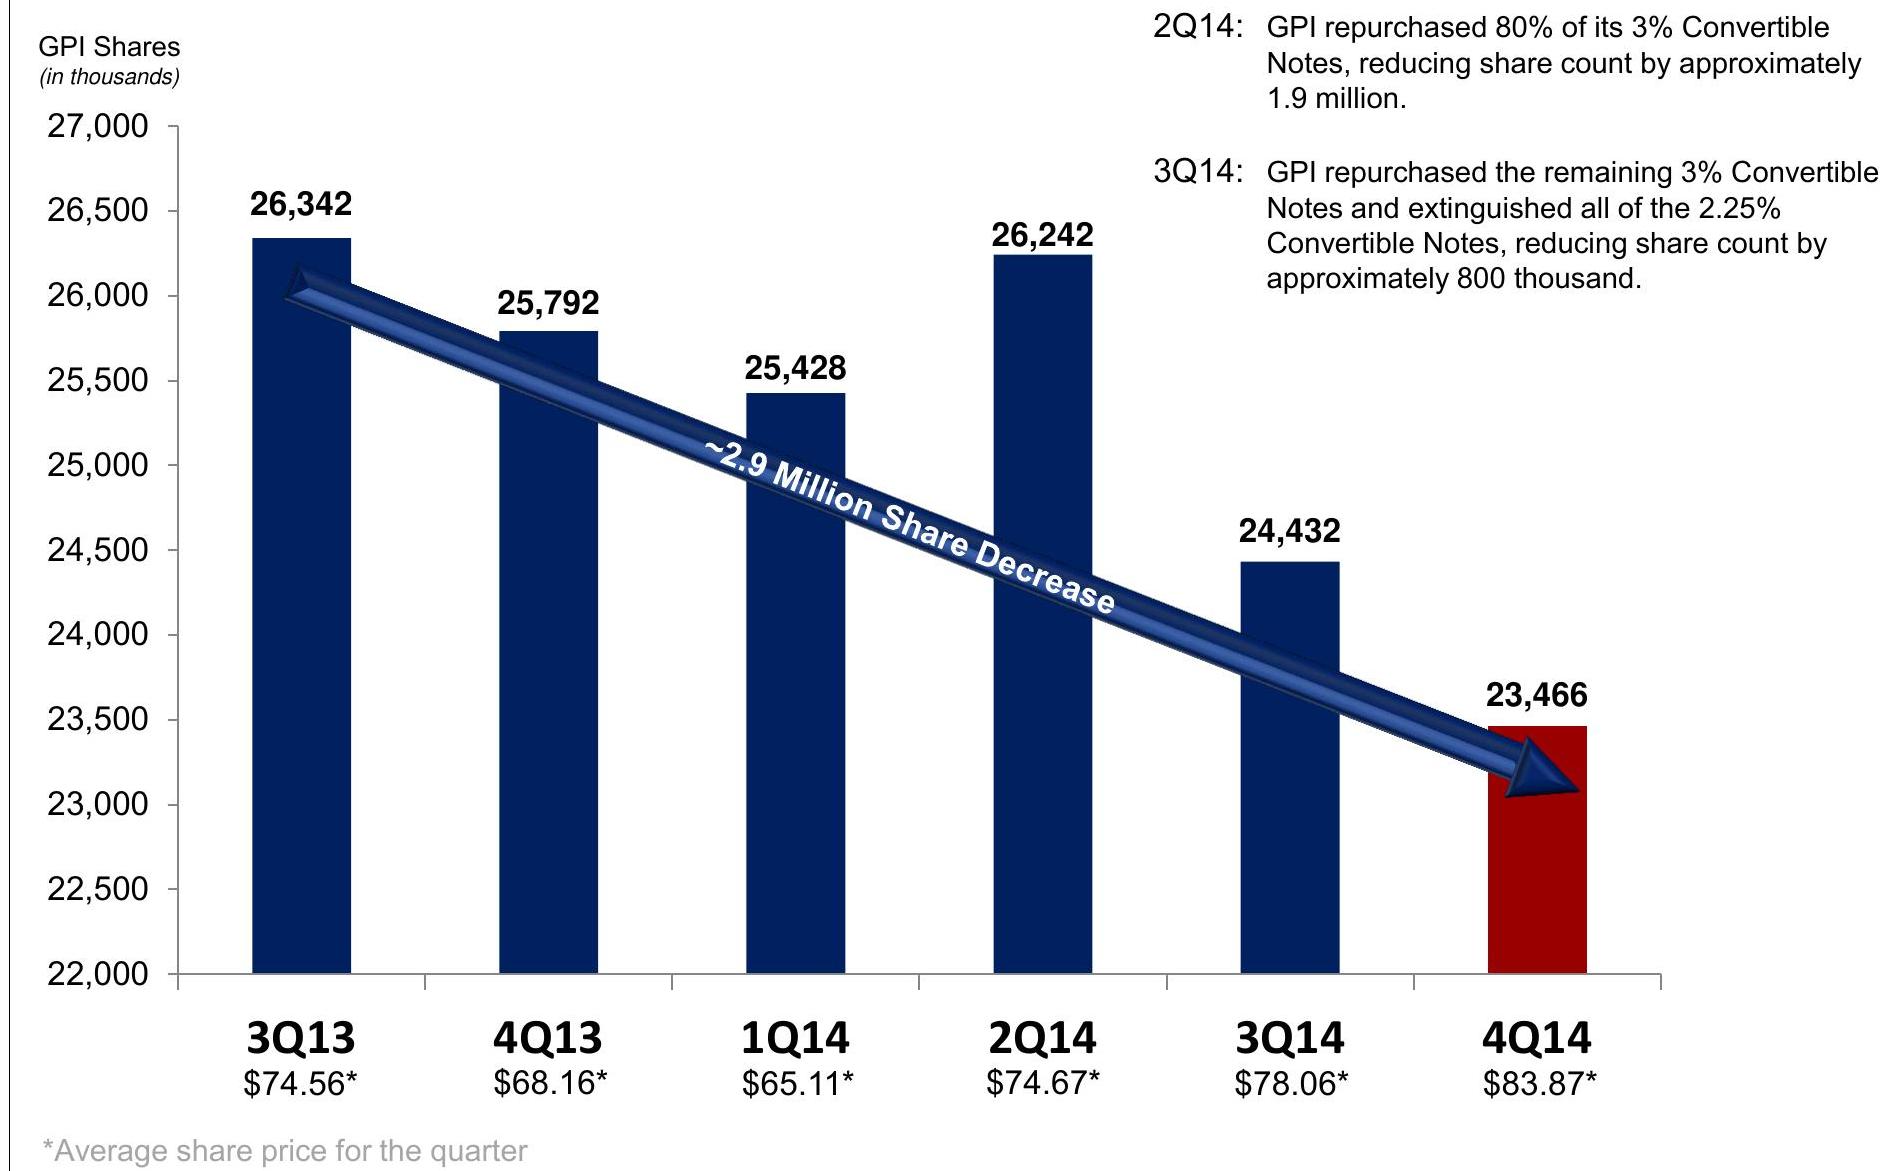 GPI Shares
(in thousands)
2Q14: GPI repurchased 80% of its 3% Convertible
Notes, reducing share count by approximately
1.9 million.
3Q14: GPI repurchased the remaining 3% Convertible
Notes and extinguished all of the 2.25%
Convertible Notes, reducing share count by
approximately 800 thousand.
27,000
26,500
26,000
25,500
25,000
24,500
24,000
23,500
23,000
22,500
22,000
26,342
25,792
25,428
26,242
24,432
23,466
~2.9 Million Share Decrease
3Q13 4Q13 1Q14 2Q14 3Q14 4Q14
$74.56* $68.16* $65.11* $74.67* $78.06* $83.87*
*Average share price for the quarter